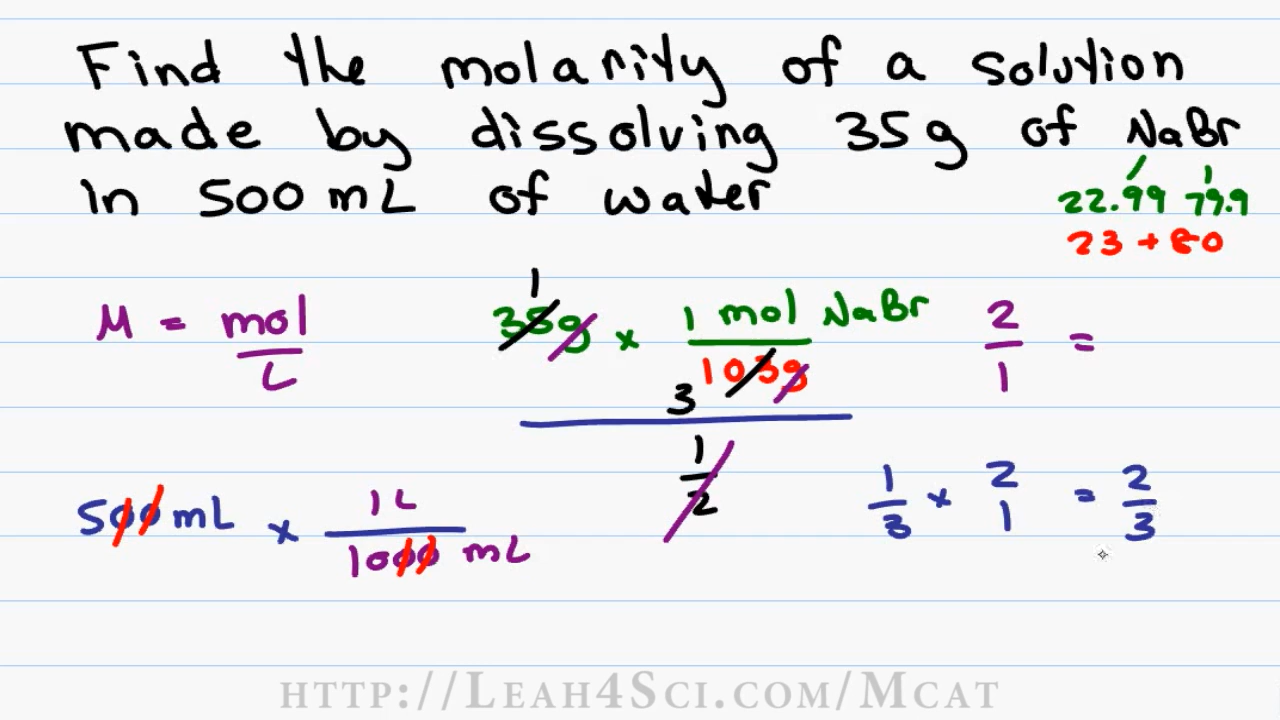 Find the molarity of a solution
made by dissolving 35g of NaBr
in 500 mL of water
22.99 79.9
23 + 80
M = mol/L
1
35g x 1 mol NaBr/103g
3
1/2
2/1 =
500 mL x 1L/1000 mL
1/3 x 2/1 = 2/3
HTTP://LEAH4SCI.COM/MCAT